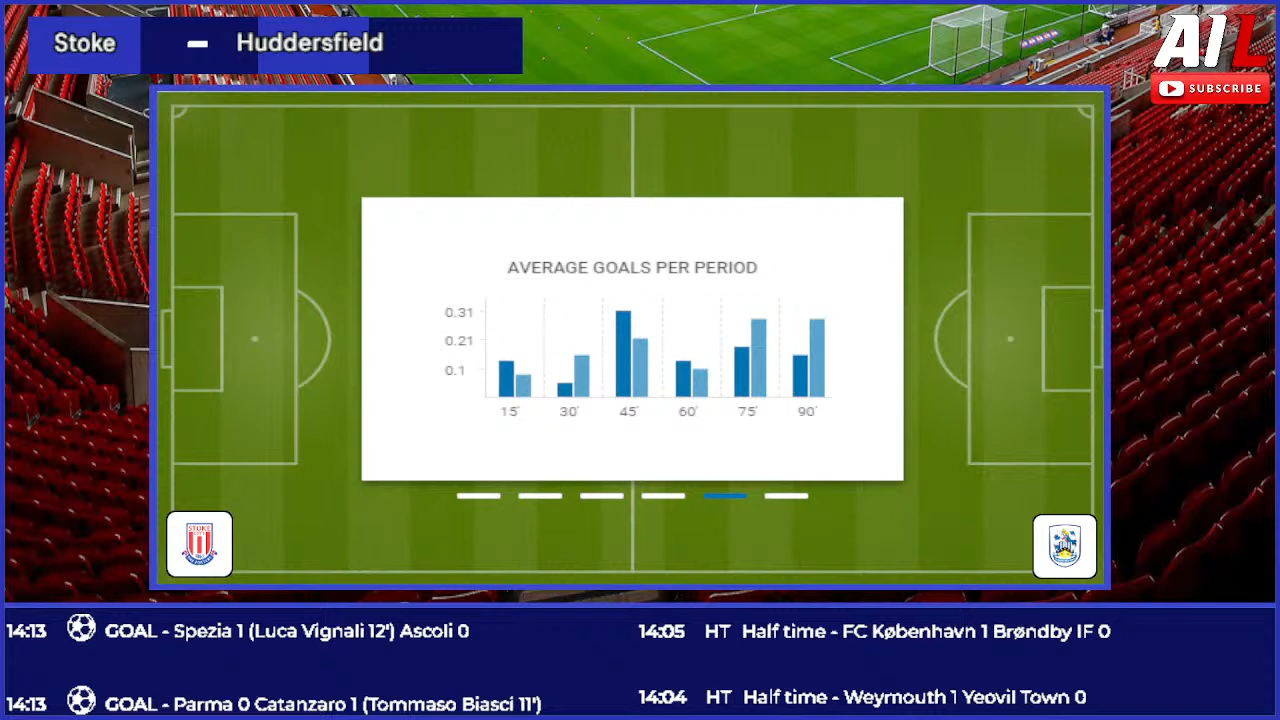 Stoke – Huddersfield
AIL
SUBSCRIBE
AVERAGE GOALS PER PERIOD
0.31
0.21
0.1
15' 30' 45' 60' 75' 90'
STOKE
14:13 GOAL - Spezia 1 (Luca Vignali 12') Ascoli 0
14:13 GOAL - Parma 0 Catanzaro 1 (Tommaso Biasci 11')
14:05 HT Half time - FC København 1 Brøndby IF 0
14:04 HT Half time - Weymouth 1 Yeovil Town 0